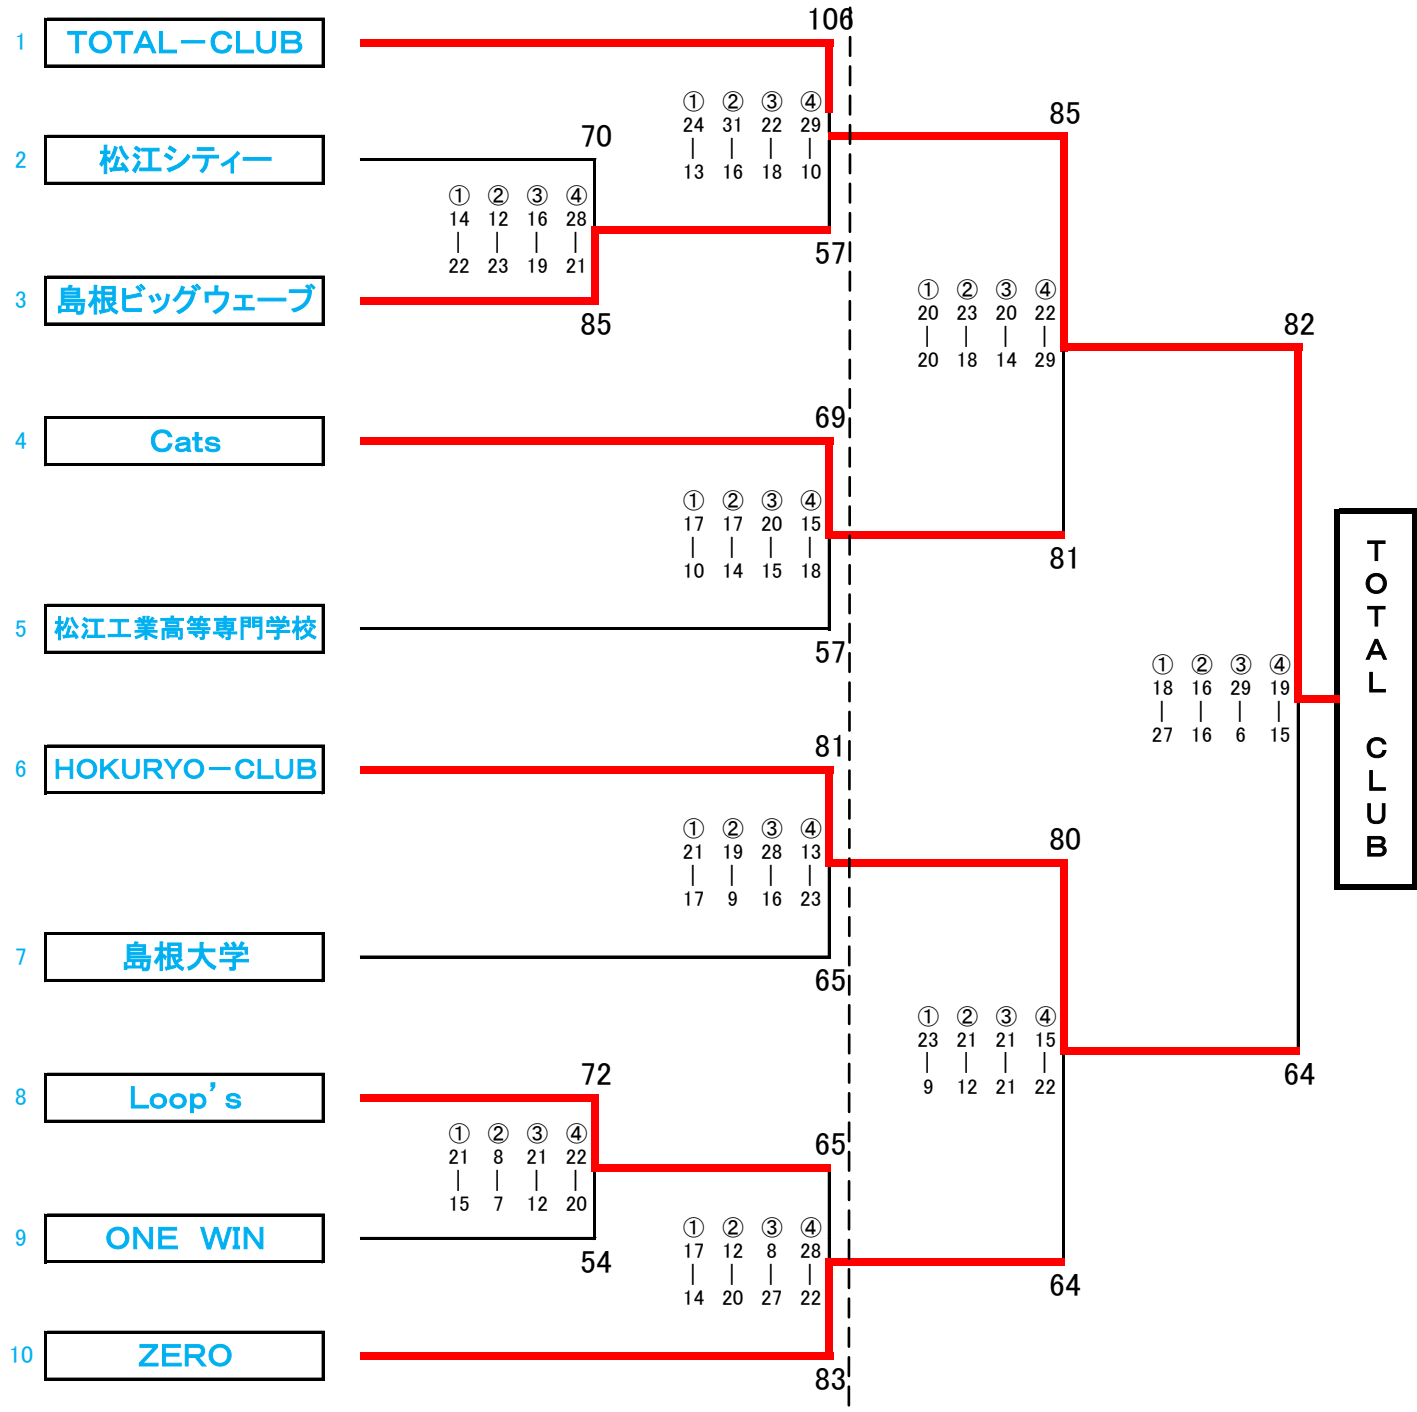 106
1 TOTAL－CLUB
① ② ③ ④
24 31 22 29
| | | |
13 16 18 10
85
70
2 松江シティー
① ② ③ ④
14 12 16 28
| | | |
22 23 19 21
57
3 島根ビッグウェーブ
85
① ② ③ ④
20 23 20 22
| | | |
20 18 14 29
82
69
4 Cats
① ② ③ ④
17 17 20 15
| | | |
10 14 15 18
81
5 松江工業高等専門学校
57
① ② ③ ④
18 16 29 19
| | | |
27 16 6 15
TOTAL CLUB
81
6 HOKURYO－CLUB
① ② ③ ④
21 19 28 13
| | | |
17 9 16 23
80
7 島根大学
65
① ② ③ ④
23 21 21 15
| | | |
9 12 21 22
64
72
8 Loop’s
① ② ③ ④
21 8 21 22
| | | |
15 7 12 20
65
9 ONE　WIN
54
① ② ③ ④
17 12 8 28
| | | |
14 20 27 22
64
10 ZERO
83